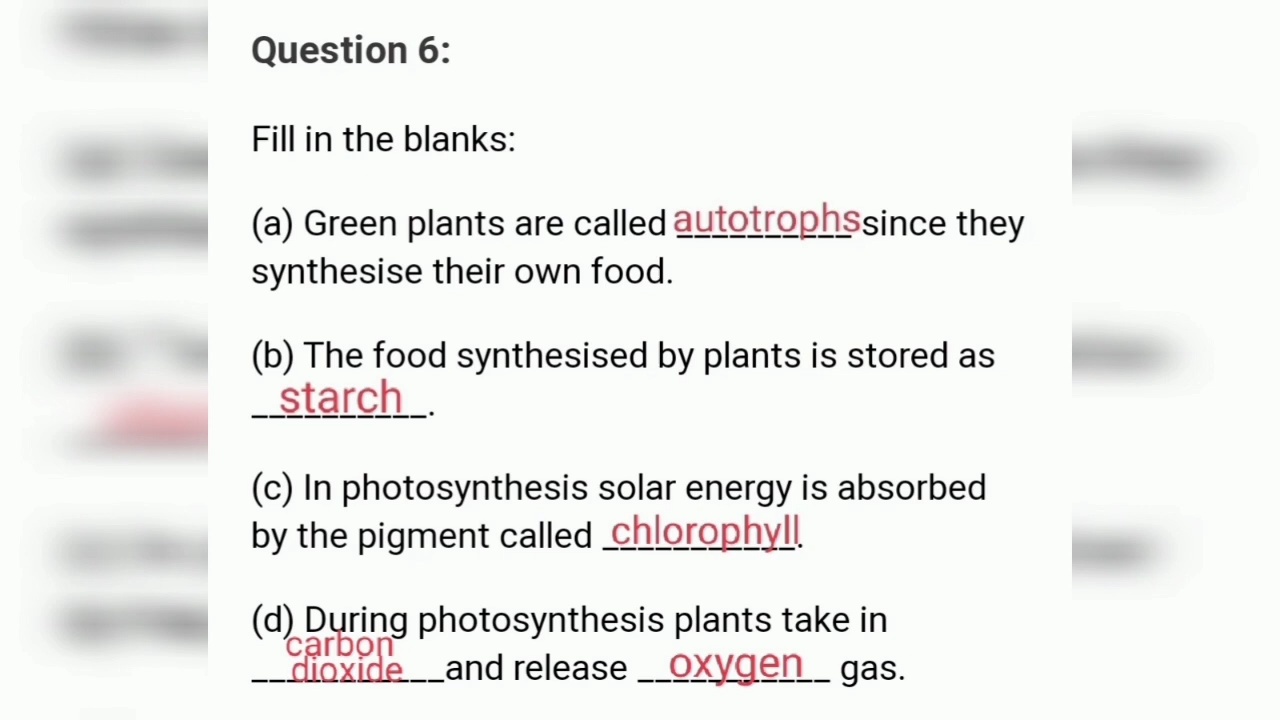 Question 6:
Fill in the blanks:
(a) Green plants are called autotrophs since they
synthesise their own food.
(b) The food synthesised by plants is stored as
starch.
(c) In photosynthesis solar energy is absorbed
by the pigment called chlorophyll.
(d) During photosynthesis plants take in
carbon
dioxide and release oxygen gas.